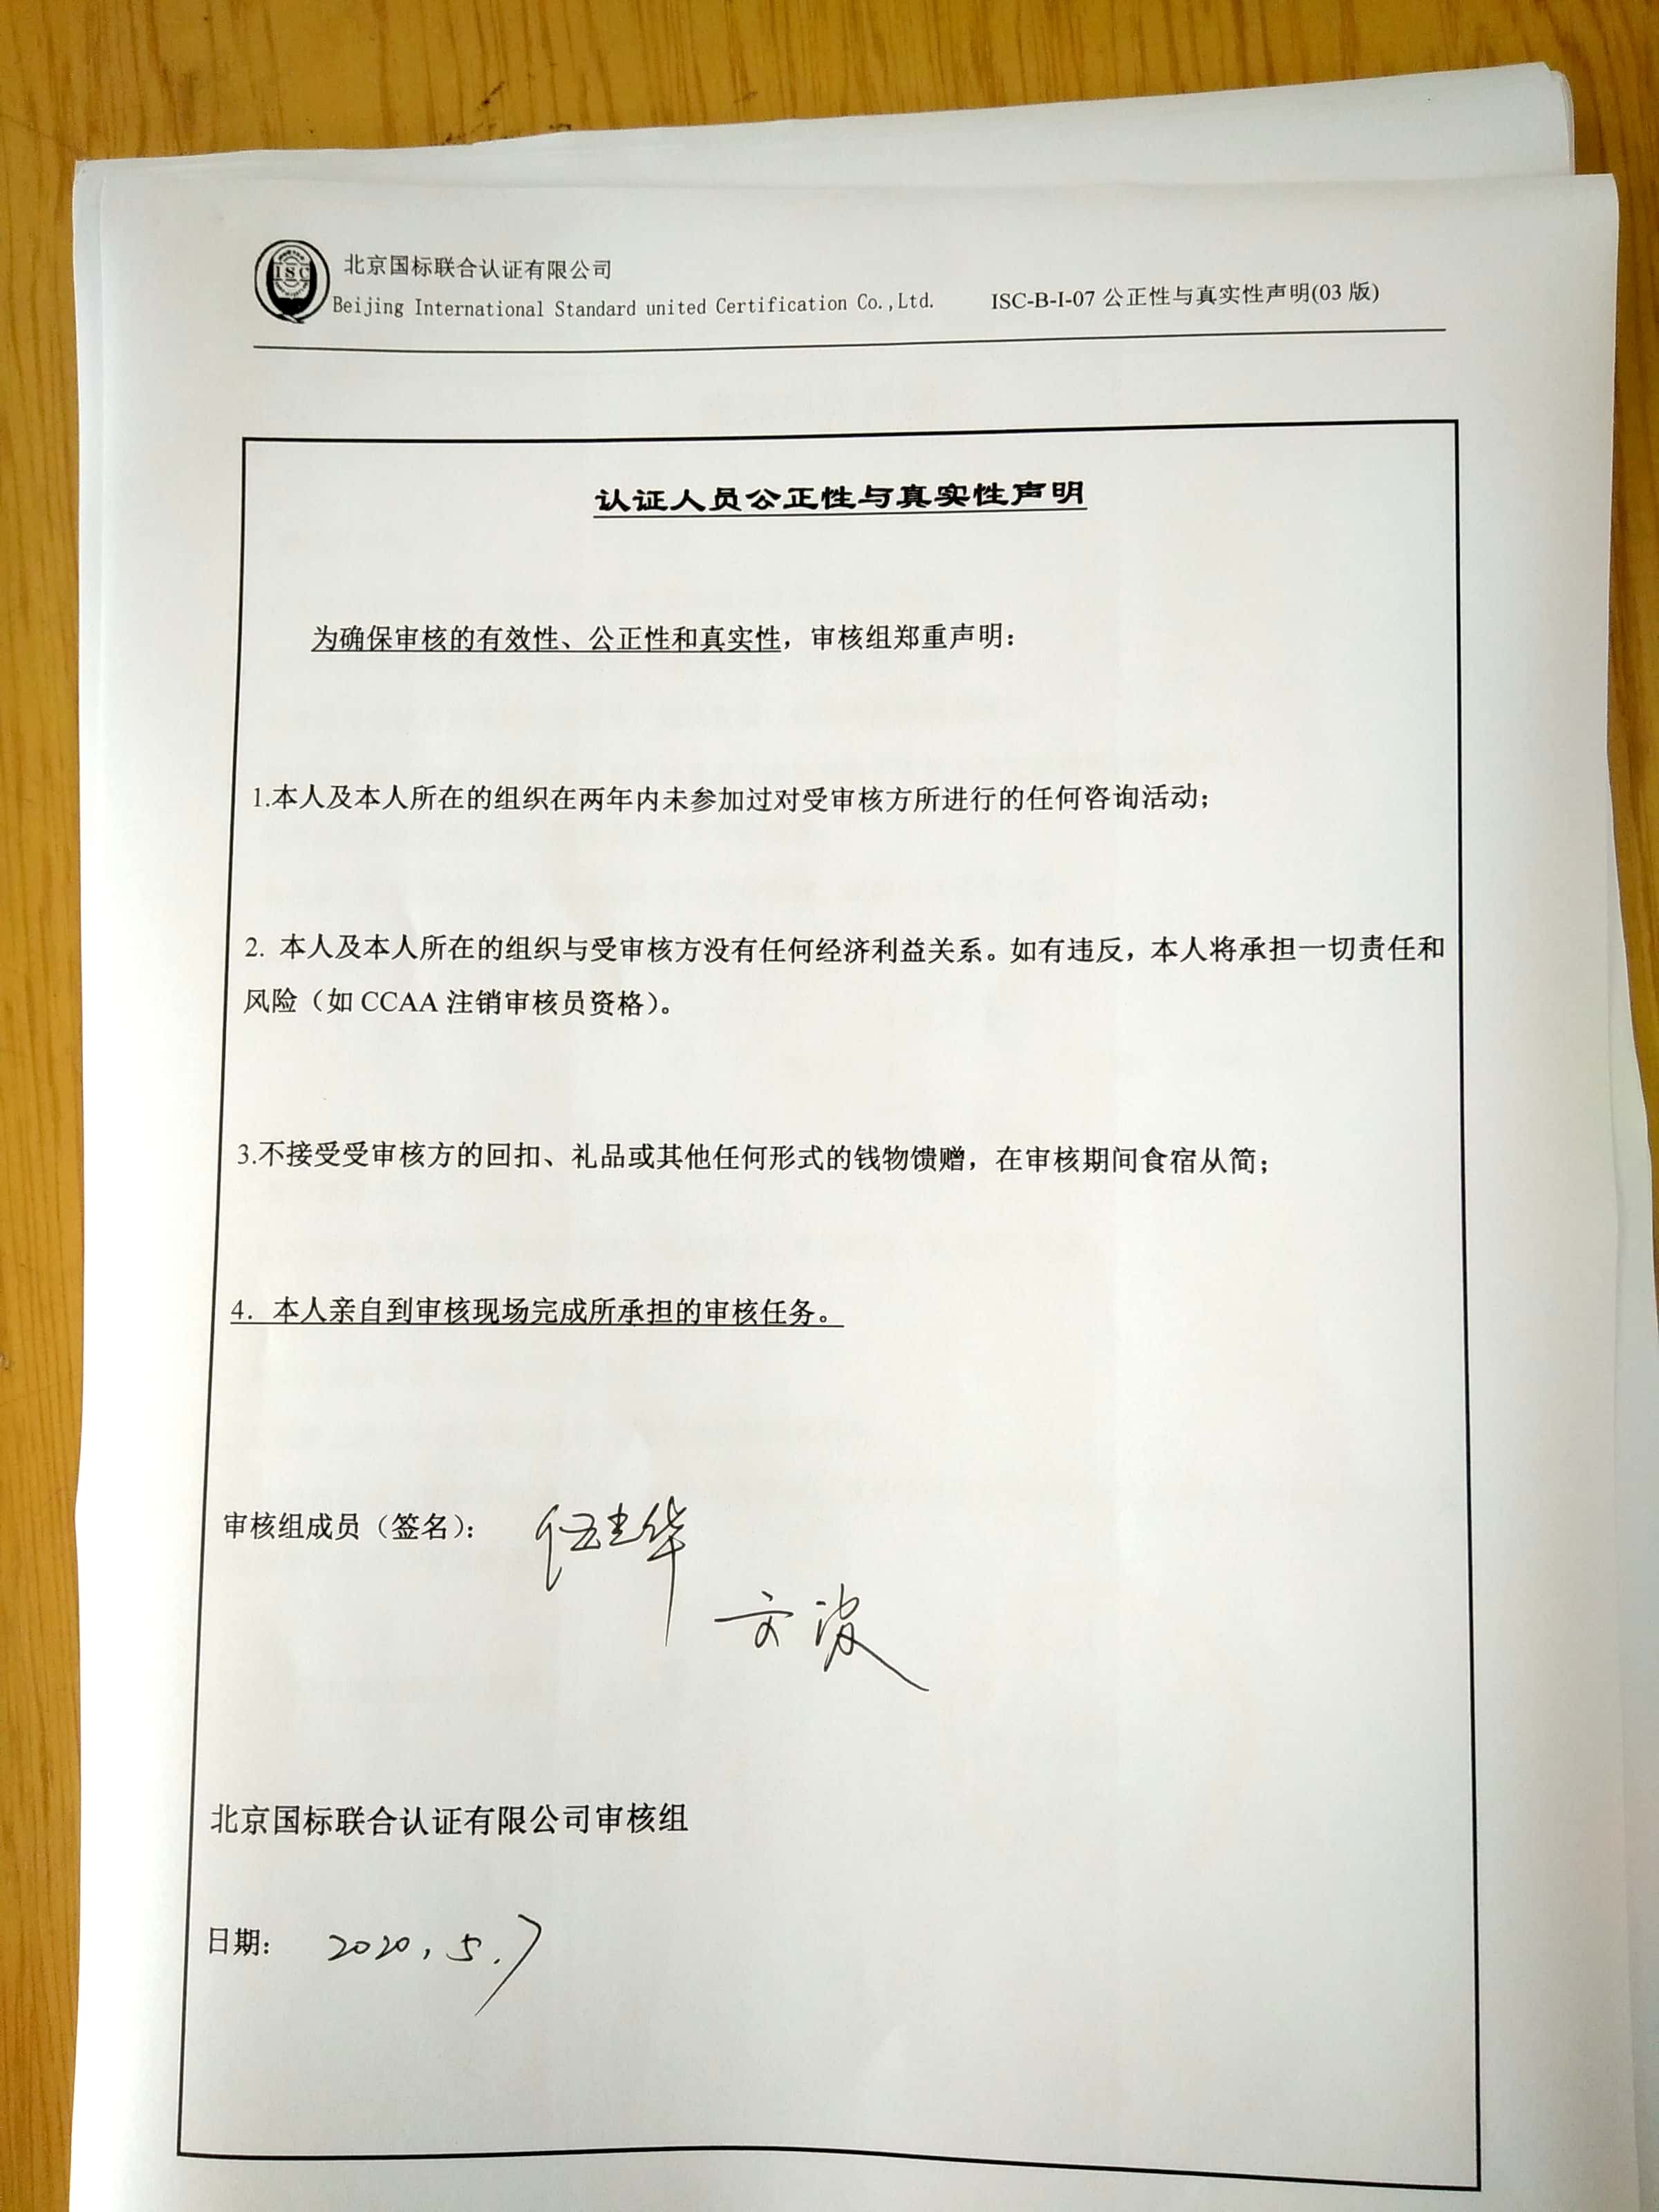 ISC
北京国标联合认证有限公司
Beijing International Standard united Certification Co.,Ltd.
ISC-B-I-07 公正性与真实性声明(03 版)
认证人员公正性与真实性声明
为确保审核的有效性、公正性和真实性，审核组郑重声明：
1.本人及本人所在的组织在两年内未参加过对受审核方所进行的任何咨询活动；
2. 本人及本人所在的组织与受审核方没有任何经济利益关系。如有违反，本人将承担一切责任和
风险（如 CCAA 注销审核员资格）。
3.不接受受审核方的回扣、礼品或其他任何形式的钱物馈赠，在审核期间食宿从简；
4. 本人亲自到审核现场完成所承担的审核任务。
审核组成员（签名）： 伍光华
文波
北京国标联合认证有限公司审核组
日期： 2020.5.7